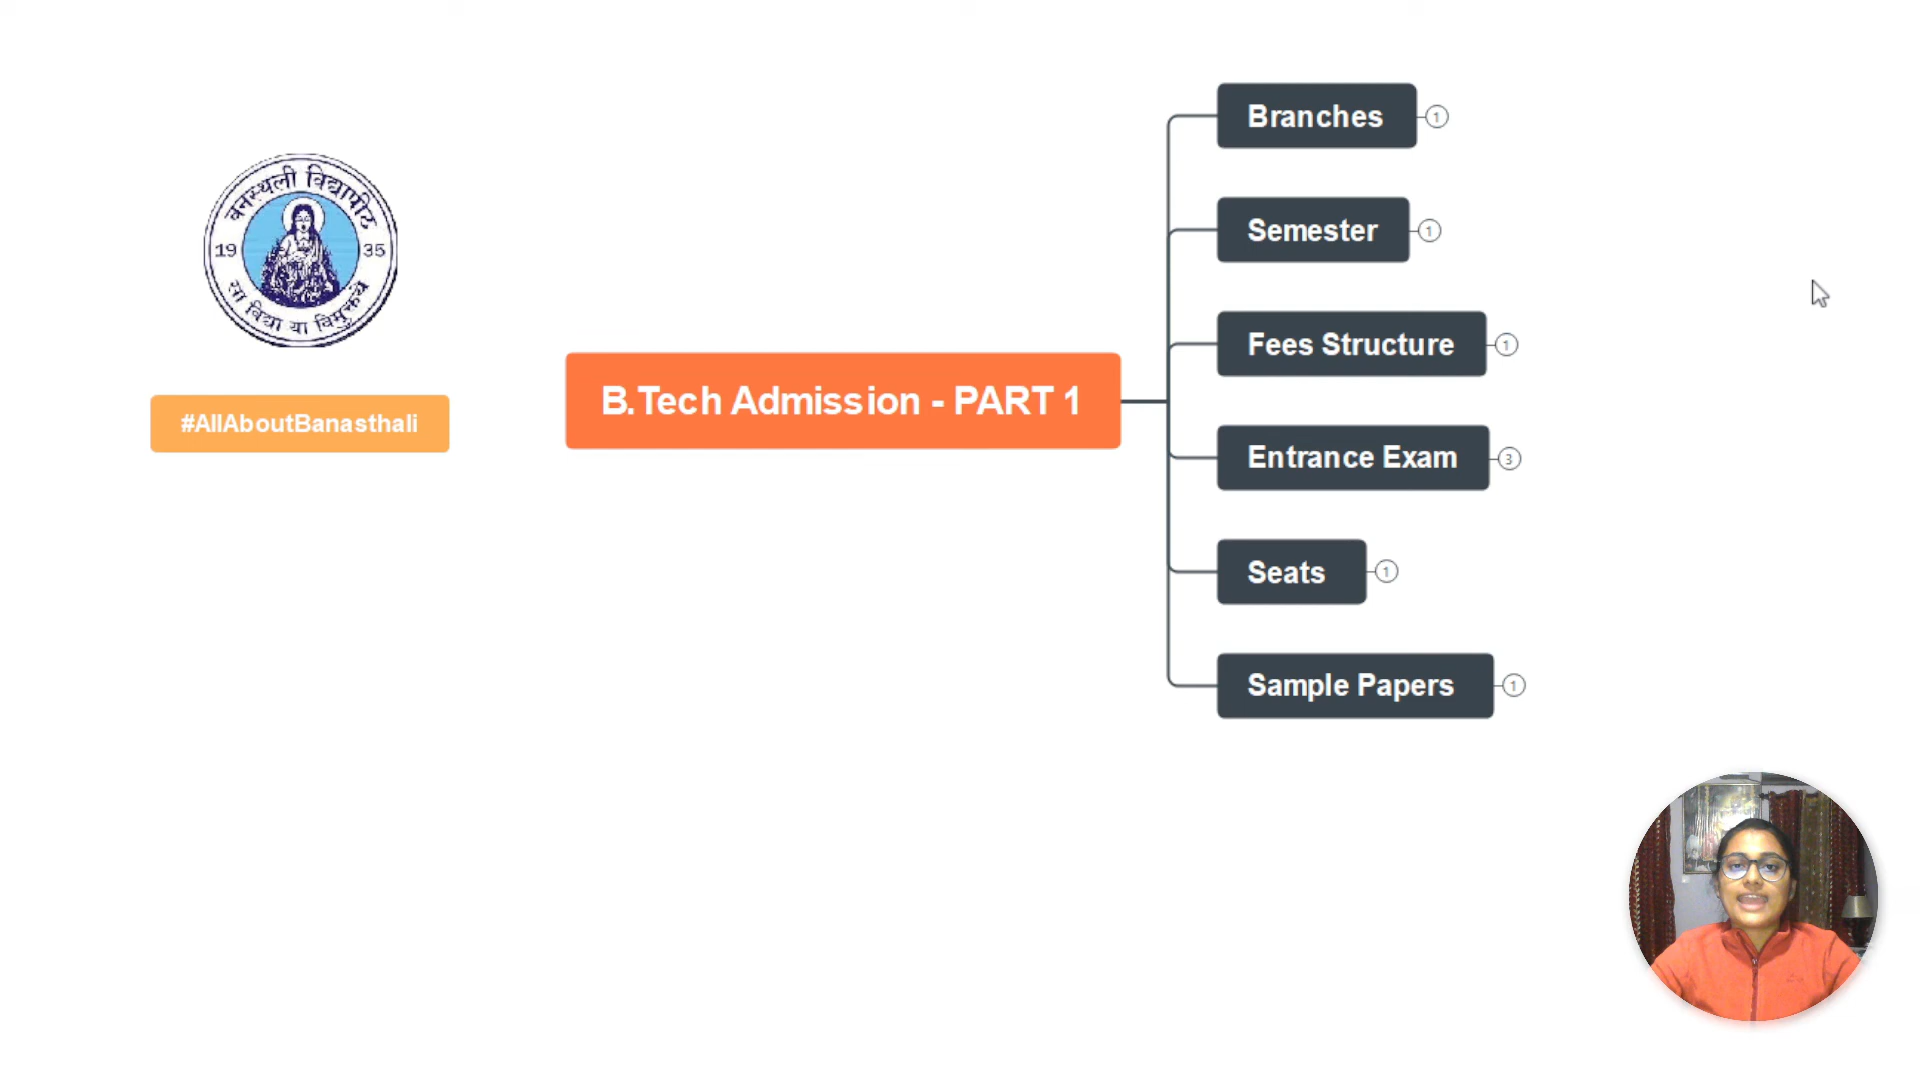 वनस्थली विद्यापीठ
19 35
सा विद्या या विमुक्तये
#AllAboutBanasthali
B.Tech Admission - PART 1
Branches 1
Semester 1
Fees Structure 1
Entrance Exam 3
Seats 1
Sample Papers 1